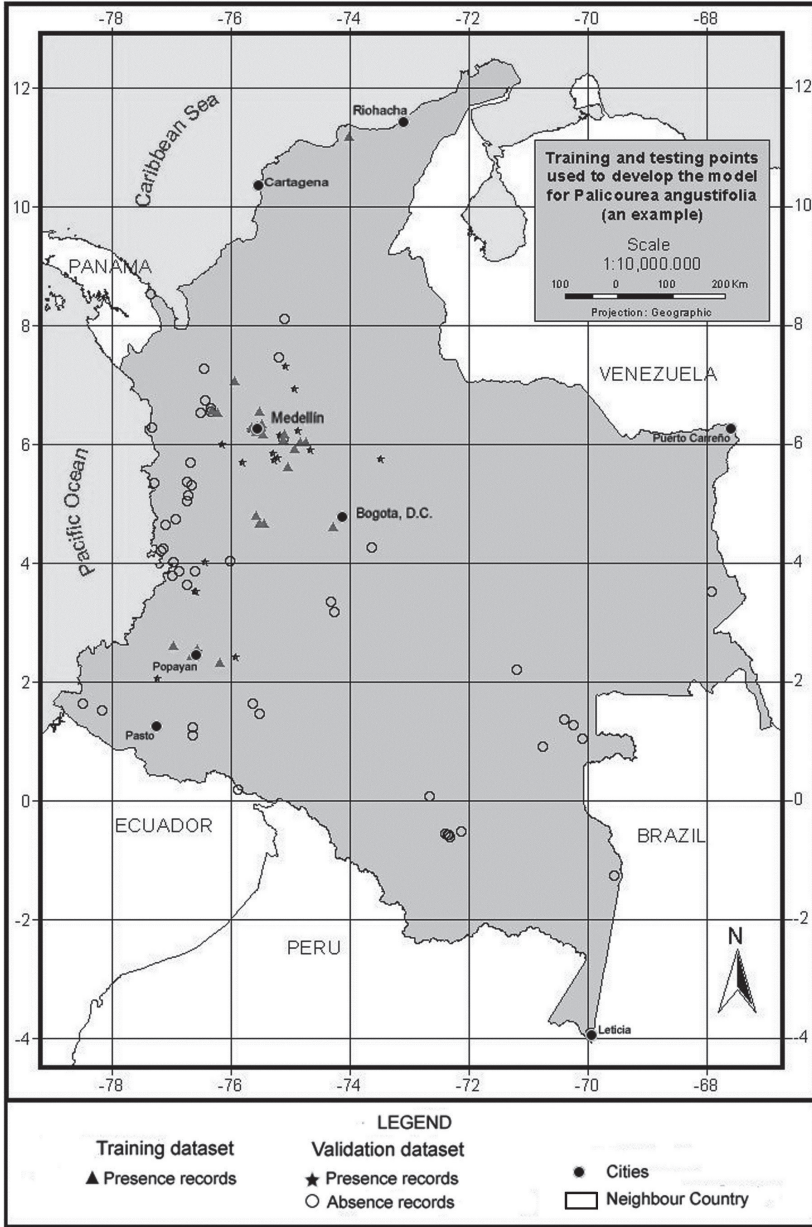 -78 -76 -74 -72 -70 -68
12 12
Caribbean Sea
Riohacha
Training and testing points
used to develop the model
for Palicourea angustifolia
(an example)
Scale
1:10,000.000
100 0 100 200 Km
Projection : Geographic
Cartagena
10 10
PANAMA
8 8
VENEZUELA
Medellín
Puerto Carreño
6 6
Pacific Ocean
Bogota, D.C.
4 4
Popayan
2 2
Pasto
0 0
ECUADOR
BRAZIL
-2 -2
PERU
N
Leticia
-4 -4
-78 -76 -74 -72 -70 -68
LEGEND
Training dataset
Presence records
Validation dataset
Presence records
Absence records
Cities
Neighbour Country